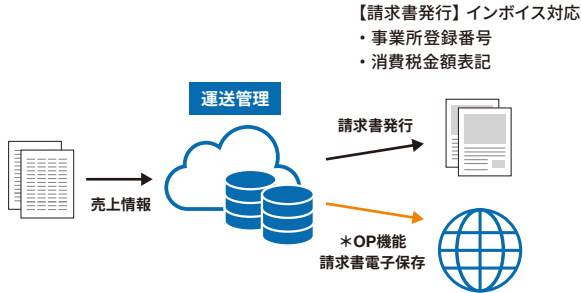 【請求書発行】インボイス対応
・事業所登録番号
・消費税金額表記
運送管理
請求書発行
売上情報
＊OP機能
請求書電子保存